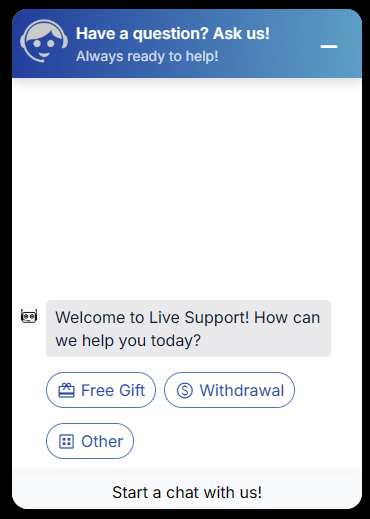 Have a question? Ask us!
Always ready to help!
Welcome to Live Support! How can
we help you today?
Free Gift
Withdrawal
Other
Start a chat with us!